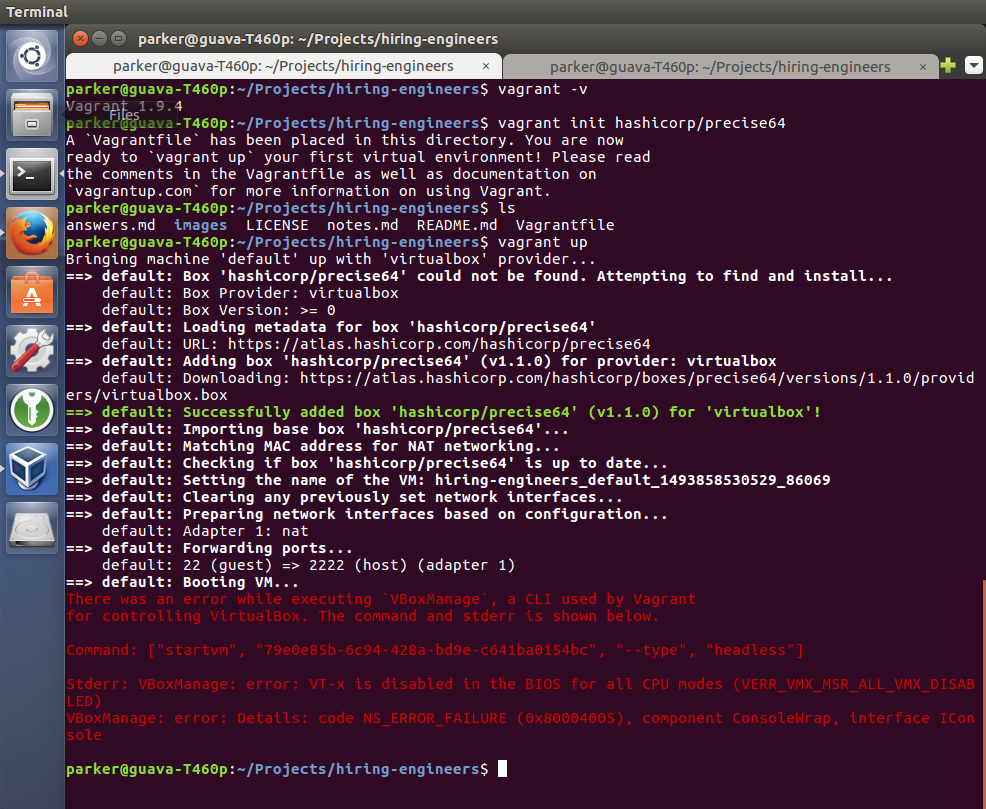 Terminal
parker@guava-T460p: ~/Projects/hiring-engineers
parker@guava-T460p: ~/Projects/hiring-engineers × parker@guava-T460p: ~/Projects/hiring-engineers ×
parker@guava-T460p:~/Projects/hiring-engineers$ vagrant -v
Vagrant 1.9.4
Files
parker@guava-T460p:~/Projects/hiring-engineers$ vagrant init hashicorp/precise64
A `Vagrantfile` has been placed in this directory. You are now
ready to `vagrant up` your first virtual environment! Please read
the comments in the Vagrantfile as well as documentation on
`vagrantup.com` for more information on using Vagrant.
parker@guava-T460p:~/Projects/hiring-engineers$ ls
answers.md  images  LICENSE  notes.md  README.md  Vagrantfile
parker@guava-T460p:~/Projects/hiring-engineers$ vagrant up
Bringing machine 'default' up with 'virtualbox' provider...
==> default: Box 'hashicorp/precise64' could not be found. Attempting to find and install...
    default: Box Provider: virtualbox
    default: Box Version: >= 0
==> default: Loading metadata for box 'hashicorp/precise64'
    default: URL: https://atlas.hashicorp.com/hashicorp/precise64
==> default: Adding box 'hashicorp/precise64' (v1.1.0) for provider: virtualbox
    default: Downloading: https://atlas.hashicorp.com/hashicorp/boxes/precise64/versions/1.1.0/provid
ers/virtualbox.box
==> default: Successfully added box 'hashicorp/precise64' (v1.1.0) for 'virtualbox'!
==> default: Importing base box 'hashicorp/precise64'...
==> default: Matching MAC address for NAT networking...
==> default: Checking if box 'hashicorp/precise64' is up to date...
==> default: Setting the name of the VM: hiring-engineers_default_1493858530529_86069
==> default: Clearing any previously set network interfaces...
==> default: Preparing network interfaces based on configuration...
    default: Adapter 1: nat
==> default: Forwarding ports...
    default: 22 (guest) => 2222 (host) (adapter 1)
==> default: Booting VM...
There was an error while executing `VBoxManage`, a CLI used by Vagrant
for controlling VirtualBox. The command and stderr is shown below.
Command: ["startvm", "79e0e85b-6c94-428a-bd9e-c641ba0154bc", "--type", "headless"]
Stderr: VBoxManage: error: VT-x is disabled in the BIOS for all CPU modes (VERR_VMX_MSR_ALL_VMX_DISAB
LED)
VBoxManage: error: Details: code NS_ERROR_FAILURE (0x80004005), component ConsoleWrap, interface ICon
sole
parker@guava-T460p:~/Projects/hiring-engineers$